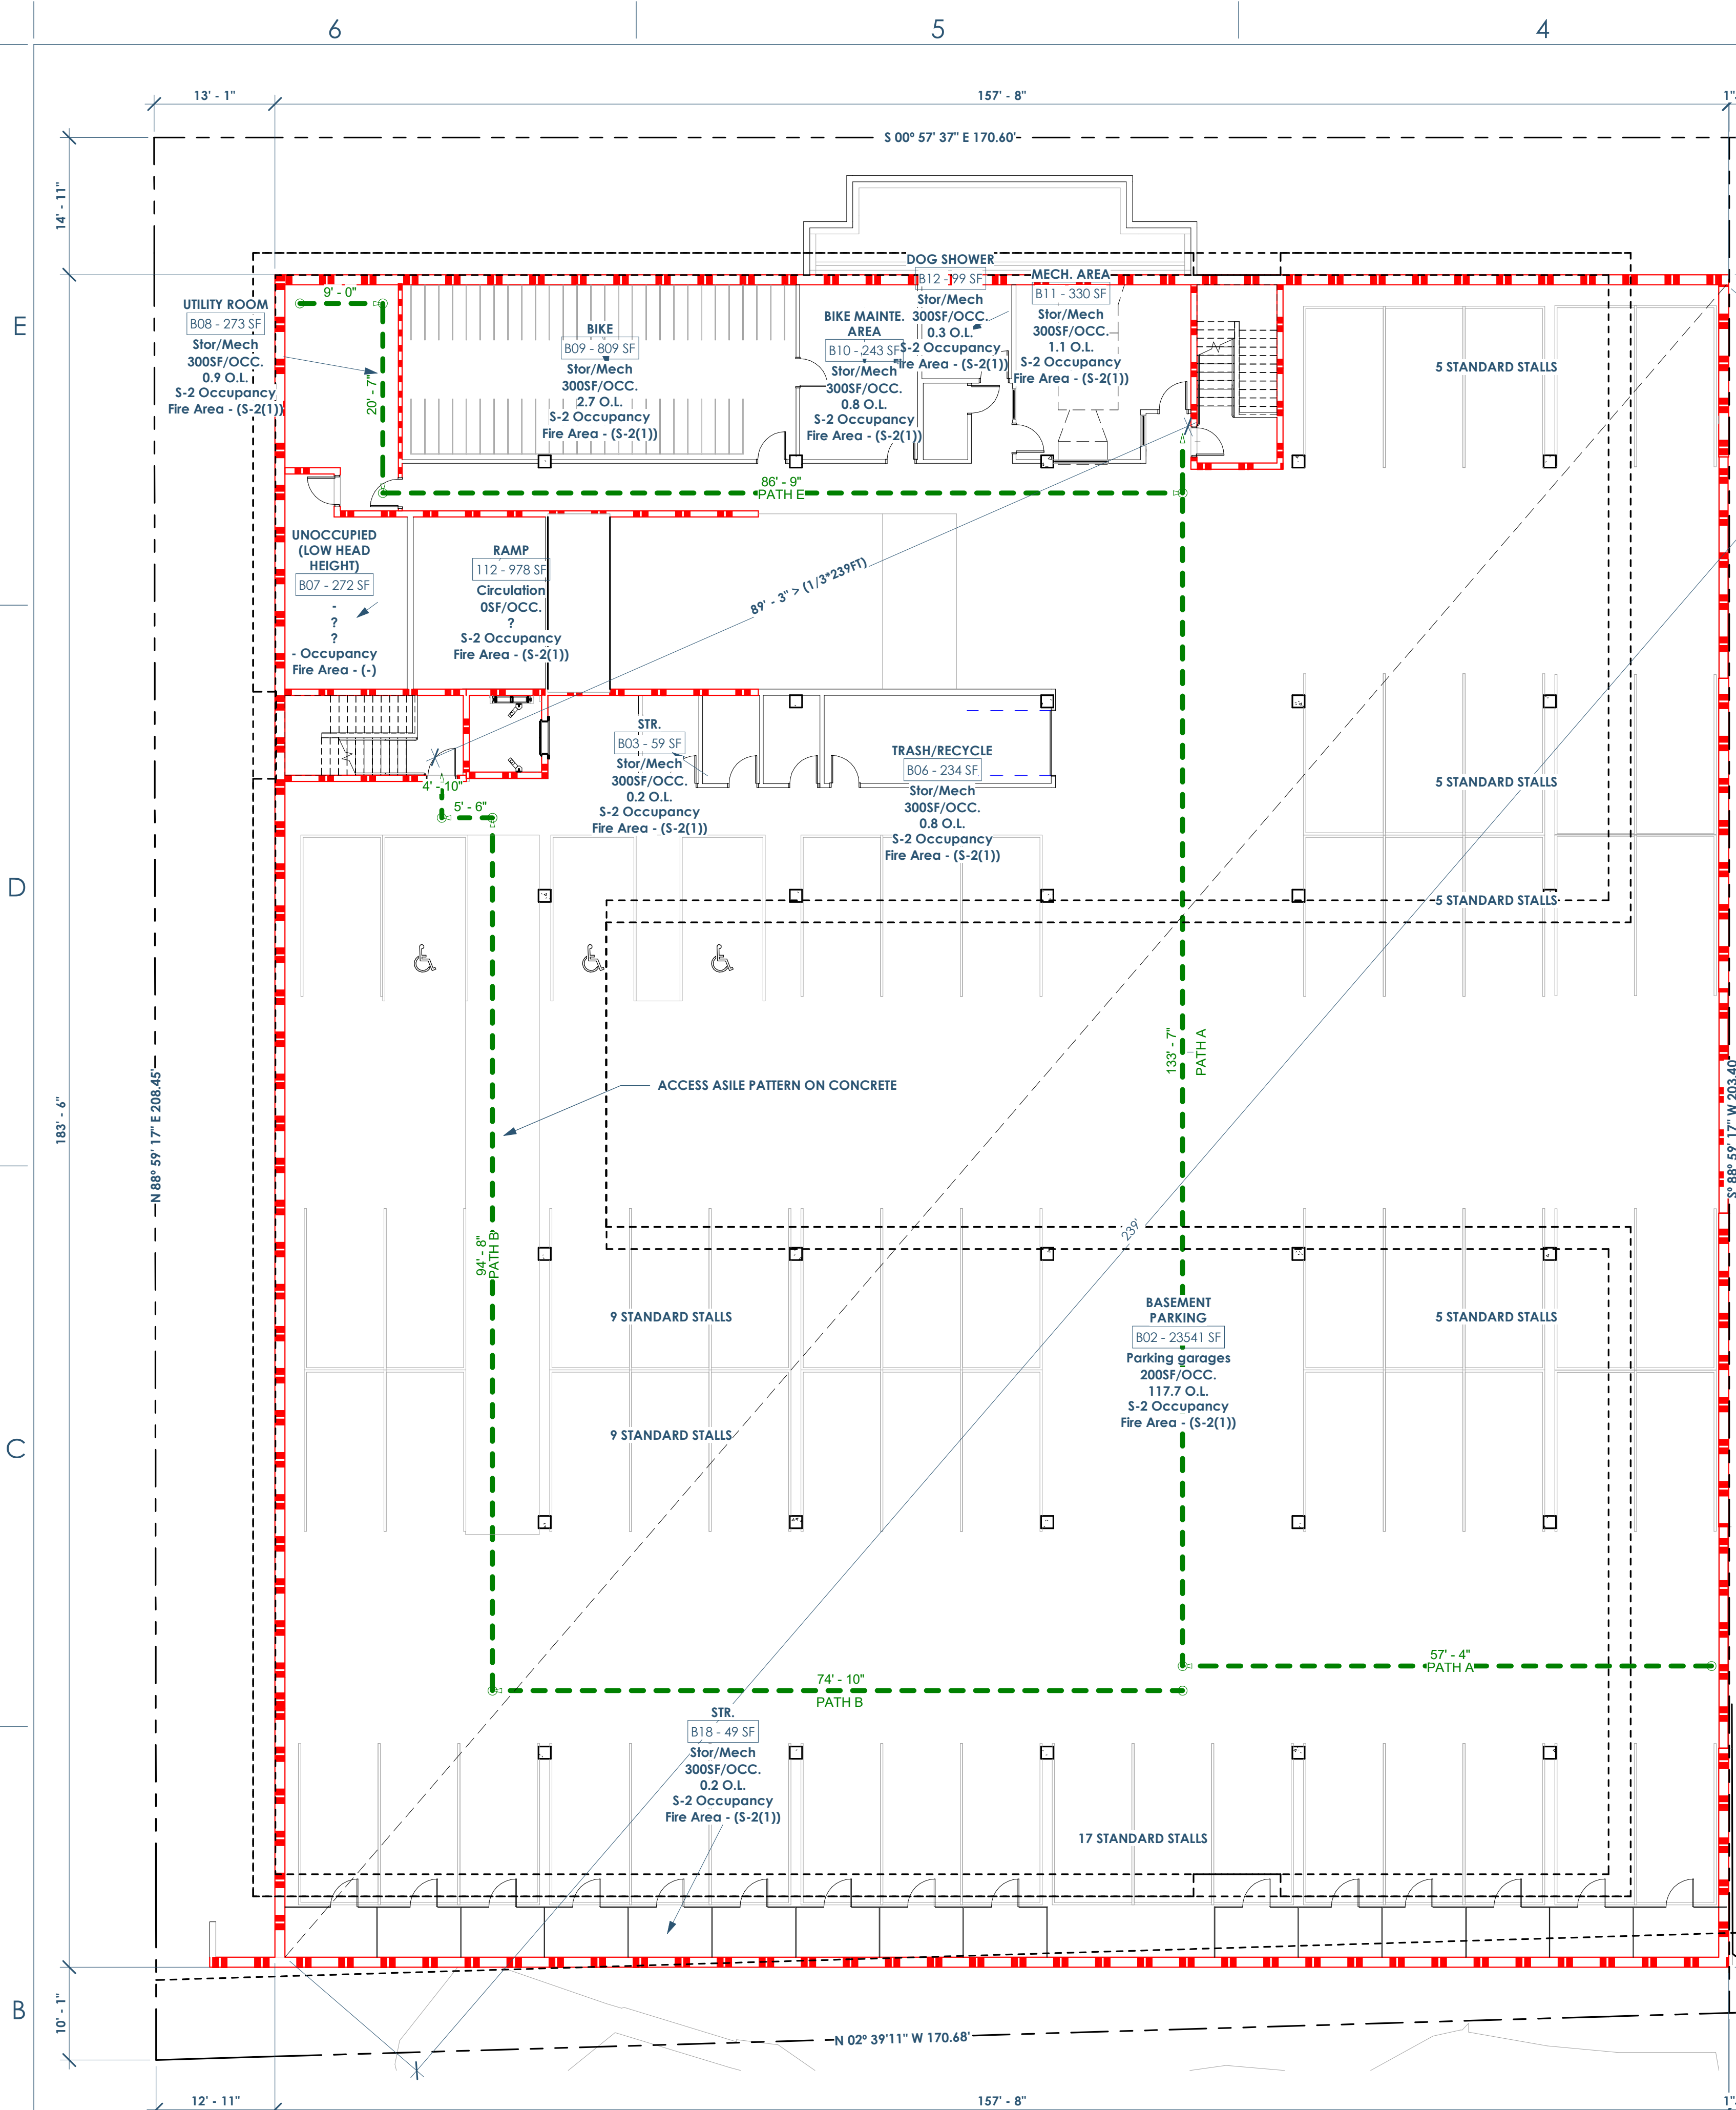 6
5
4
13' - 1"
157' - 8"
1"
S 00° 57' 37" E 170.60'
14' - 11"
E
UTILITY ROOM
B08 - 273 SF
Stor/Mech
300SF/OCC.
0.9 O.L.
S-2 Occupancy
Fire Area - (S-2(1))
9' - 0"
20' - 7"
BIKE
B09 - 809 SF
Stor/Mech
300SF/OCC.
2.7 O.L.
S-2 Occupancy
Fire Area - (S-2(1))
BIKE MAINTE.
AREA
B10 - 243 SF
Stor/Mech
300SF/OCC.
0.8 O.L.
S-2 Occupancy
Fire Area - (S-2(1))
DOG SHOWER
B12 - 99 SF
Stor/Mech
300SF/OCC.
0.3 O.L.
S-2 Occupancy
Fire Area - (S-2(1))
MECH. AREA
B11 - 330 SF
Stor/Mech
300SF/OCC.
1.1 O.L.
S-2 Occupancy
Fire Area - (S-2(1))
5 STANDARD STALLS
86' - 9"
PATH E
UNOCCUPIED
(LOW HEAD
HEIGHT)
B07 - 272 SF
-
?
?
- Occupancy
Fire Area - (-)
RAMP
112 - 978 SF
Circulation
0SF/OCC.
?
S-2 Occupancy
Fire Area - (S-2(1))
89' - 3" > (1/3*239FT)
STR.
B03 - 59 SF
Stor/Mech
300SF/OCC.
0.2 O.L.
S-2 Occupancy
Fire Area - (S-2(1))
TRASH/RECYCLE
B06 - 234 SF
Stor/Mech
300SF/OCC.
0.8 O.L.
S-2 Occupancy
Fire Area - (S-2(1))
5 STANDARD STALLS
4' - 10"
5' - 6"
D
5 STANDARD STALLS
133' - 7"
PATH A
ACCESS ASILE PATTERN ON CONCRETE
N 88° 59' 17" E 208.45'
183' - 6"
S° 88° 59' 17" W 203.40'
94' - 8"
PATH B
239'
9 STANDARD STALLS
BASEMENT
PARKING
B02 - 23541 SF
Parking garages
200SF/OCC.
117.7 O.L.
S-2 Occupancy
Fire Area - (S-2(1))
5 STANDARD STALLS
C
9 STANDARD STALLS
57' - 4"
PATH A
74' - 10"
PATH B
STR.
B18 - 49 SF
Stor/Mech
300SF/OCC.
0.2 O.L.
S-2 Occupancy
Fire Area - (S-2(1))
17 STANDARD STALLS
B
10' - 1"
N 02° 39'11" W 170.68'
12' - 11"
157' - 8"
1"